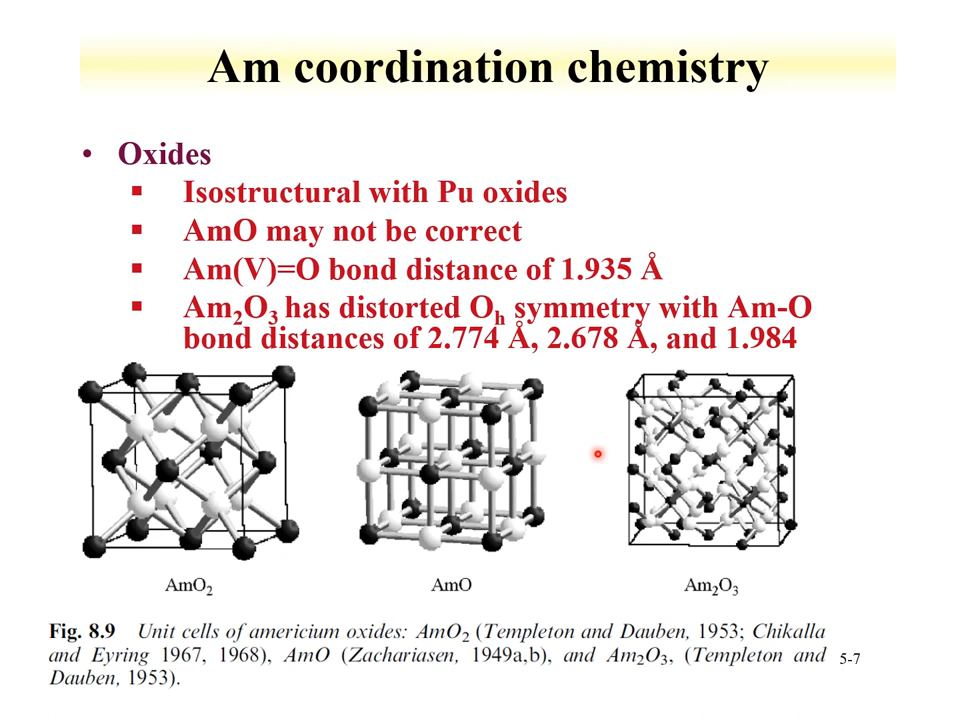 Am coordination chemistry
• Oxides
▪ Isostructural with Pu oxides
▪ AmO may not be correct
▪ Am(V)=O bond distance of 1.935 Å
▪ Am₂O₃ has distorted Oₕ symmetry with Am-O
bond distances of 2.774 Å, 2.678 Å, and 1.984
AmO₂ AmO Am₂O₃
Fig. 8.9 Unit cells of americium oxides: AmO₂ (Templeton and Dauben, 1953; Chikalla
and Eyring 1967, 1968), AmO (Zachariasen, 1949a,b), and Am₂O₃, (Templeton and
Dauben, 1953).
5-7